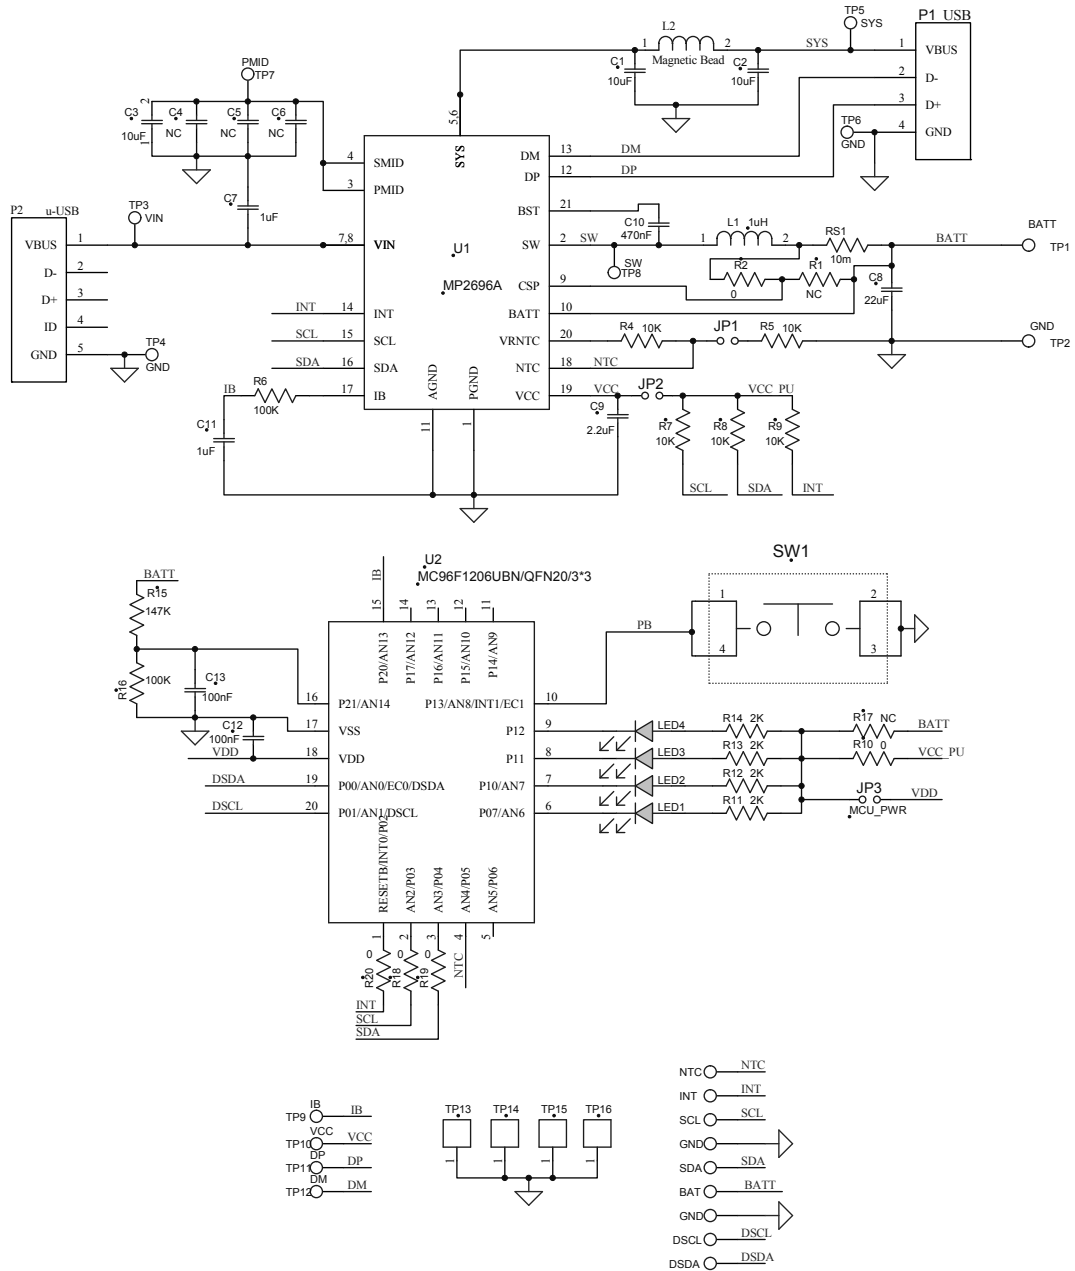 TP5
SYS
P1 USB
L2
1
2
SYS
Magnetic Bead
C1
10uF
C2
10uF
1
VBUS
2
D-
3
D+
4
GND
TP6
GND
PMID
TP7
C3
10uF
2
1
C4
NC
C5
NC
C6
NC
C7
1uF
5,6
SYS
4
SMID
3
PMID
DM
13
DM
DP
12
DP
BST
21
C10
470nF
P2
u-USB
TP3
VIN
VBUS
1
D-
2
D+
3
ID
4
GND
5
TP4
GND
7,8
VIN
U1
MP2696A
SW
2
SW
SW
TP8
L1
1uH
1
2
RS1
10m
BATT
BATT
TP1
R2
0
R1
NC
C8
22uF
CSP
9
BATT
10
INT
14
INT
SCL
15
SCL
SDA
16
SDA
IB
R6
100K
17
IB
VRNTC
20
R4
10K
JP1
R5
10K
GND
TP2
NTC
18
NTC
VCC
19
VCC
JP2
VCC_PU
AGND
11
PGND
1
C11
1uF
C9
2.2uF
R7
10K
R8
10K
R9
10K
SCL
SDA
INT
U2
MC96F1206UBN/QFN20/3*3
SW1
IB
15
14
13
12
11
P20/AN13
P17/AN12
P16/AN11
P15/AN10
P14/AN9
BATT
R15
147K
R16
100K
C13
100nF
C12
100nF
16
P21/AN14
17
VSS
VDD
18
VDD
DSDA
19
P00/AN0/EC0/DSDA
DSCL
20
P01/AN1/DSCL
P13/AN8/INT1/EC1
10
PB
1
4
2
3
P12
9
LED4
R14 2K
R17 NC
BATT
P11
8
LED3
R13 2K
R10 0
VCC_PU
P10/AN7
7
LED2
R12 2K
P07/AN6
6
LED1
R11 2K
JP3
MCU_PWR
VDD
RESETB/INT0/P02
AN2/P03
AN3/P04
AN4/P05
AN5/P06
1
2
3
4
5
0
R20
0
R18
0
R19
NTC
INT
SCL
SDA
IB
TP9
IB
VCC
TP10
VCC
DP
TP11
DP
DM
TP12
DM
TP13
TP14
TP15
TP16
1
1
1
1
NTC
NTC
INT
INT
SCL
SCL
GND
SDA
SDA
BAT
BATT
GND
DSCL
DSCL
DSDA
DSDA